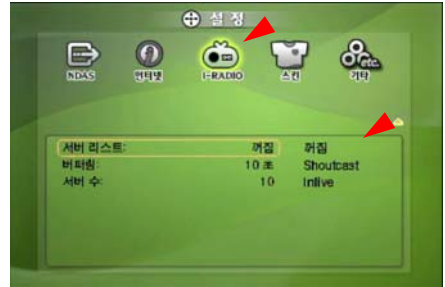 설정
NDAS 인터넷 I-RADIO 스킨 기타
etc.
서버 리스트: 꺼짐 꺼짐
버퍼링: 10 초 Shoutcast
서버 수: 10 Inlive